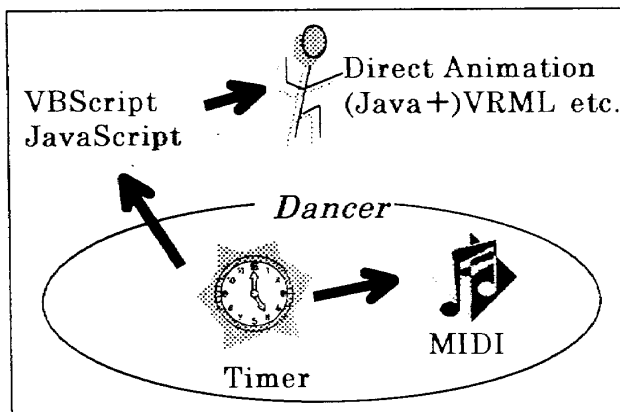 Direct Animation
(Java+)VRML etc.
VBScript
JavaScript
Dancer
Timer
MIDI